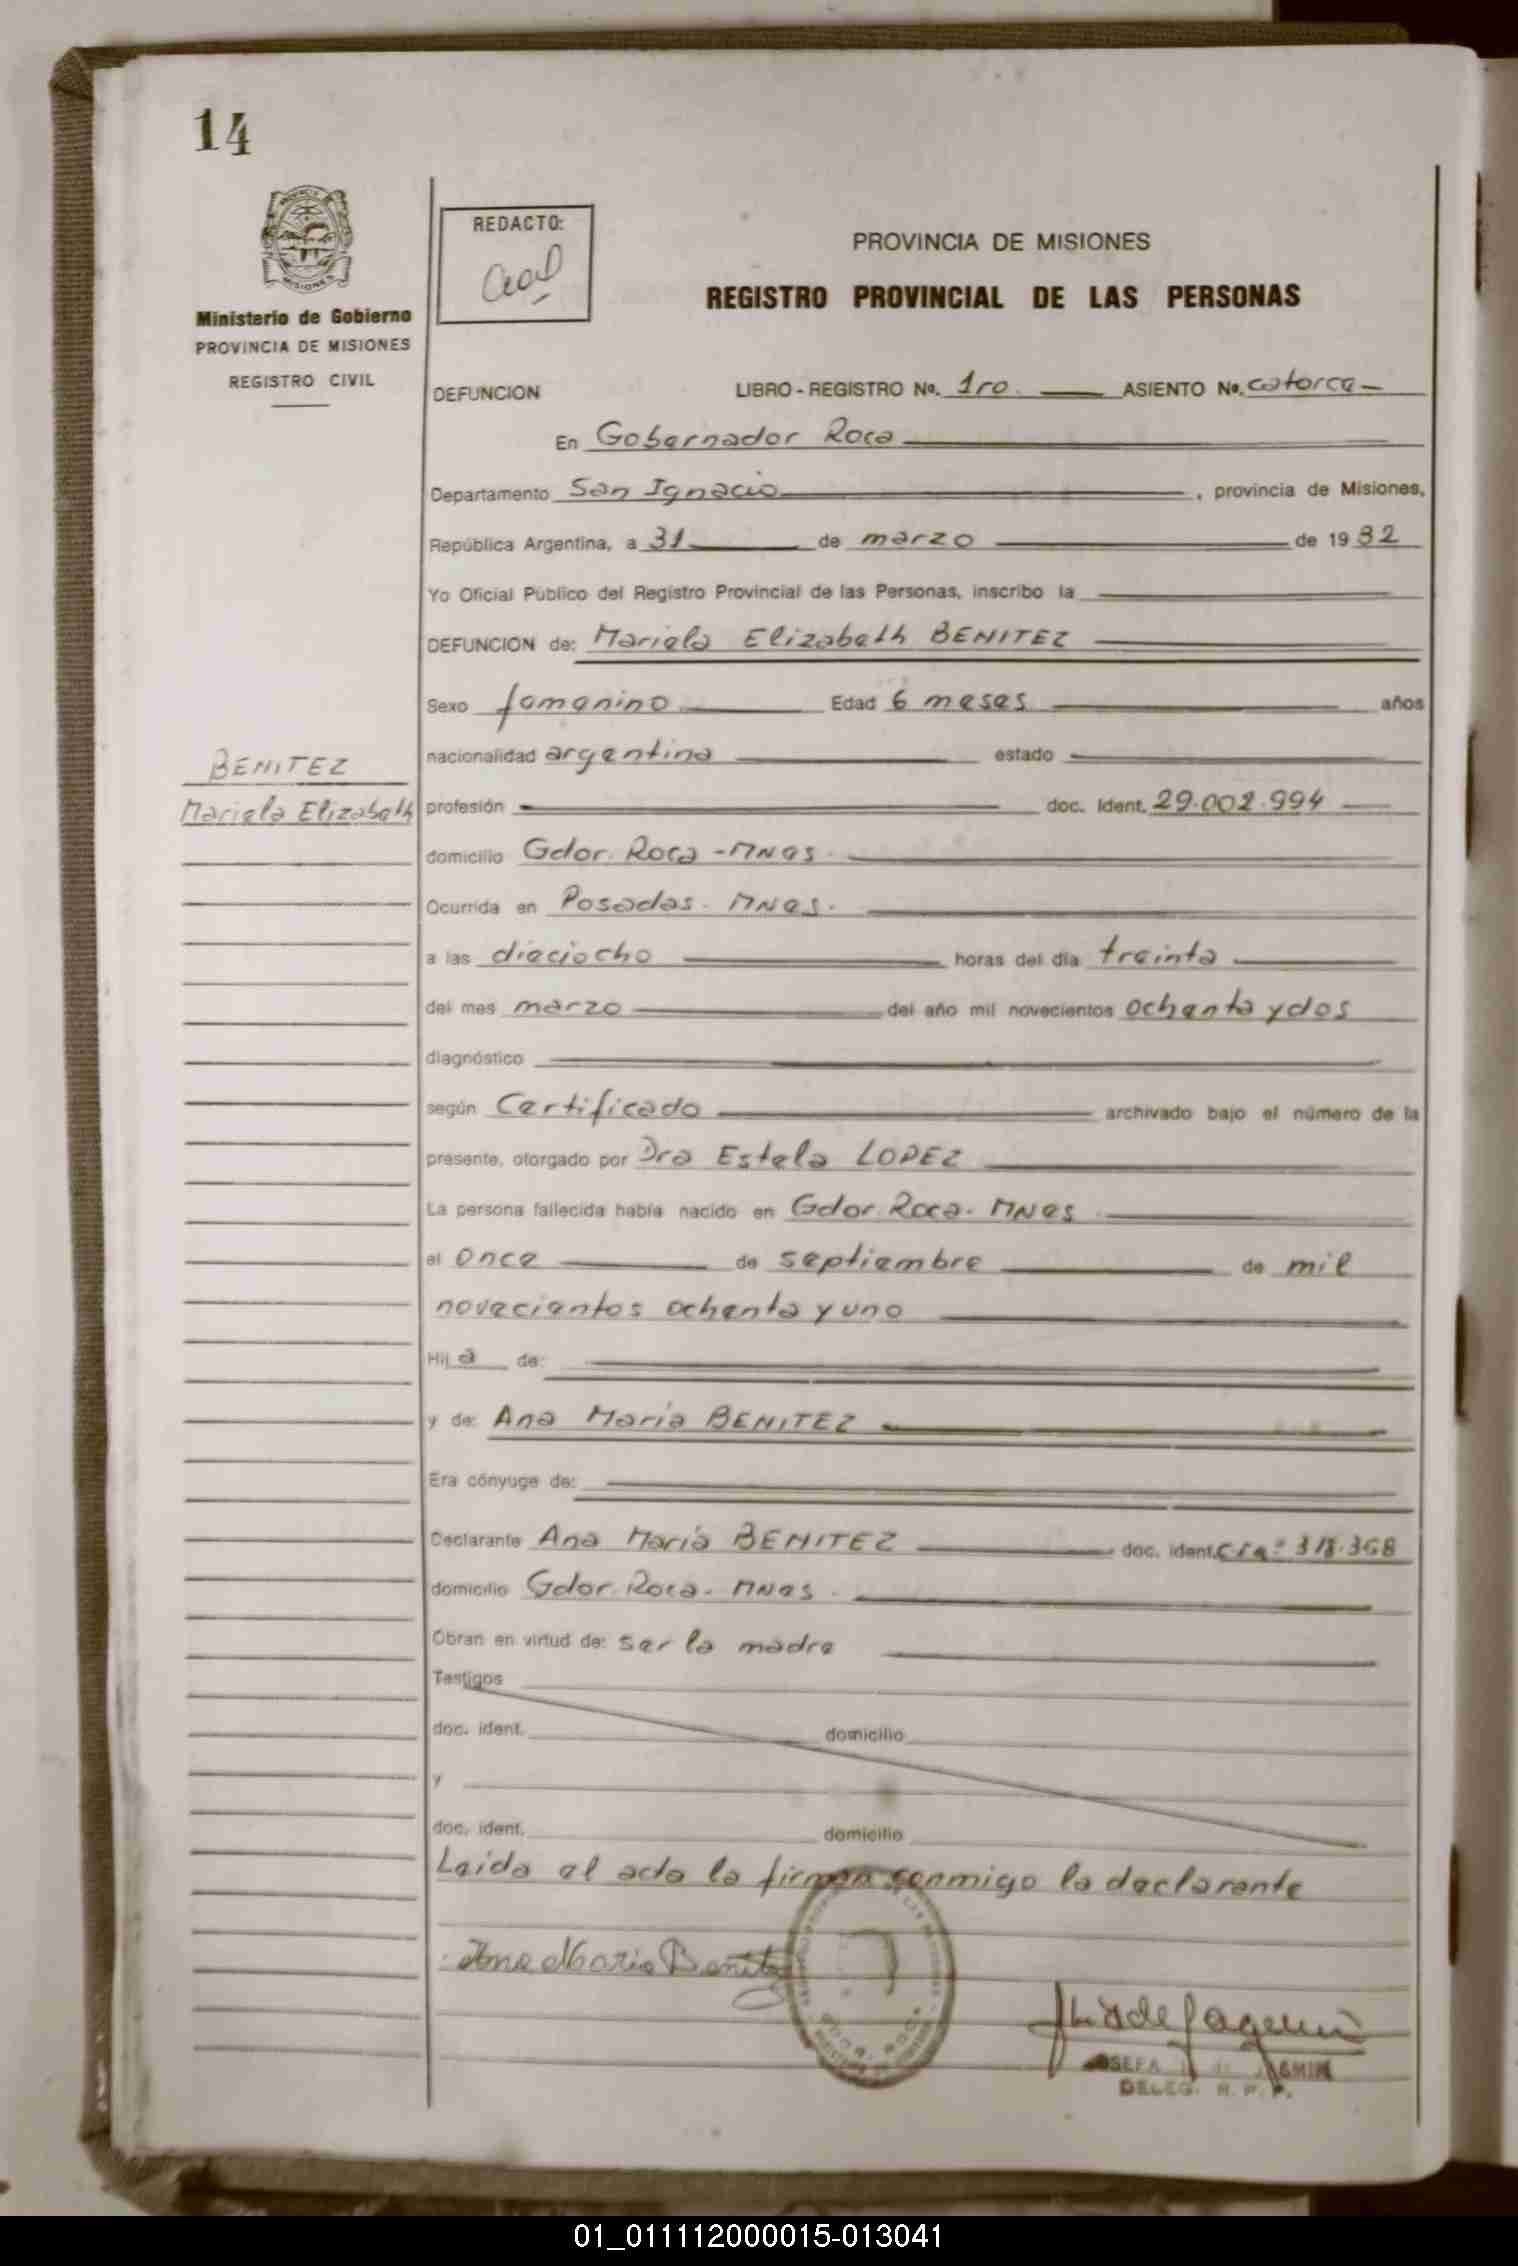 14
MISIONES
Ministerio de Gobierno
PROVINCIA DE MISIONES
REGISTRO CIVIL
REDACTO:
PROVINCIA DE MISIONES
REGISTRO PROVINCIAL DE LAS PERSONAS
DEFUNCION LIBRO - REGISTRO No. 1ro. ASIENTO No. catorce
En Gobernador Roca
Departamento San Ignacio, provincia de Misiones,
República Argentina, a 31 de marzo de 1982
Yo Oficial Público del Registro Provincial de las Personas, inscribo la
DEFUNCION de: Mariela Elizabeth BENITEZ
Sexo femenino Edad 6 meses años
BENITEZ
Mariela Elizabeth
nacionalidad argentina estado
profesión doc. Ident. 29.002.994
domicilio Gdor. Roca - Mnes.
Ocurrida en Posadas. Mnes.
a las dieciocho horas del día treinta
del mes marzo del año mil novecientos ochenta y dos
diagnóstico
según Certificado archivado bajo el número de la
presente, otorgado por Dra Estela LOPEZ
La persona fallecida había nacido en Gdor. Roca. Mnes
el once de septiembre de mil
novecientos ochenta y uno
Hija de:
y de: Ana María BENITEZ
Era cónyuge de:
Declarante Ana María BENITEZ doc. ident.
domicilio Gdor. Roca. Mnes.
Obran en virtud de: ser la madre
Testigos
doc. ident. domicilio
y
doc. ident. domicilio
Leida el acta la firman conmigo la declarante
Ana Maria Benitez
DELEG. R. P. P.
01_011112000015-013041